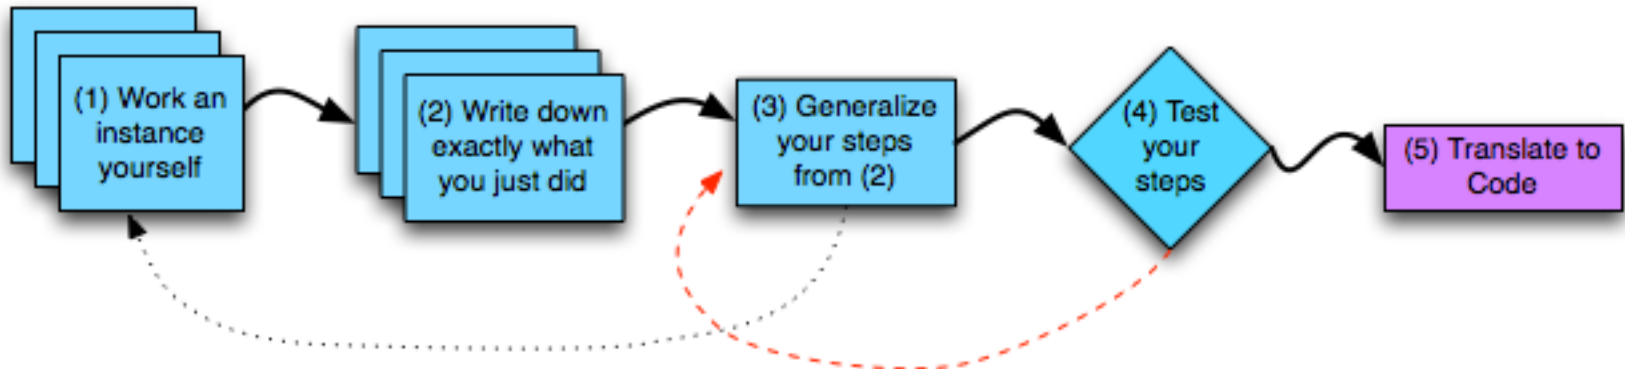 (1) Work an
instance
yourself
(2) Write down
exactly what
you just did
(3) Generalize
your steps
from (2)
(4) Test
your
steps
(5) Translate to
Code